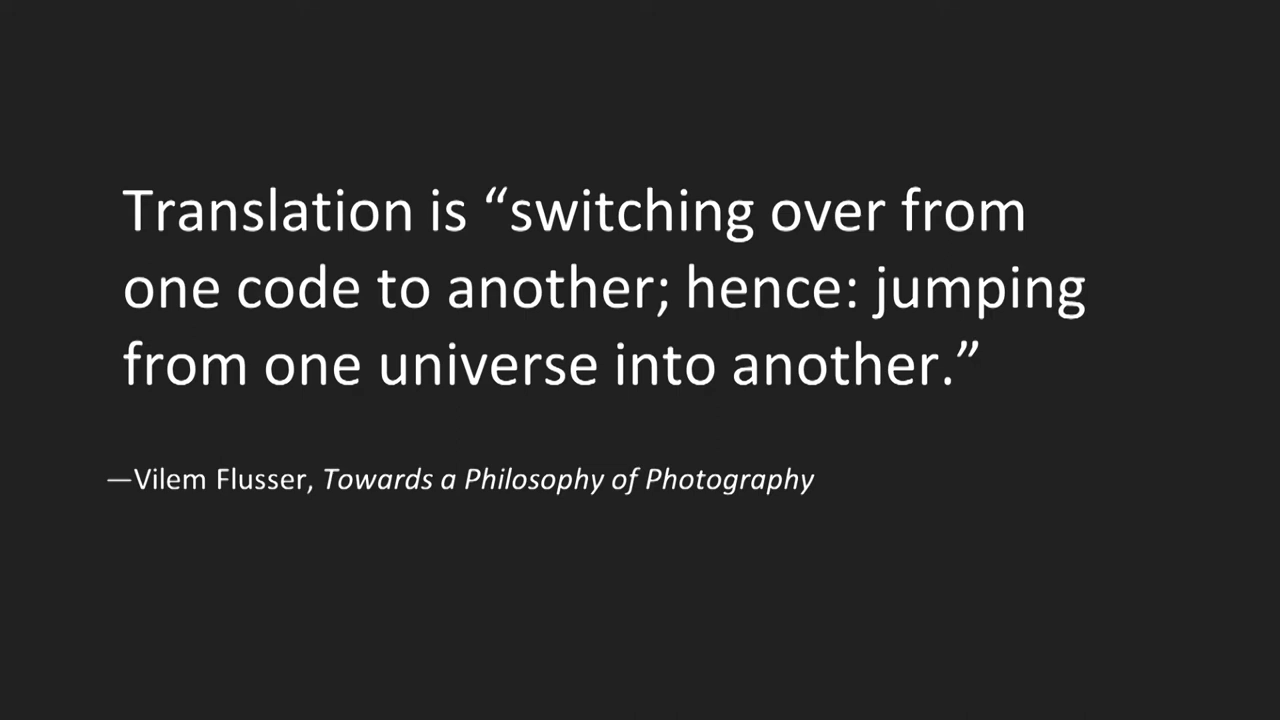 Translation is “switching over from
one code to another; hence: jumping
from one universe into another.”
—Vilem Flusser, Towards a Philosophy of Photography